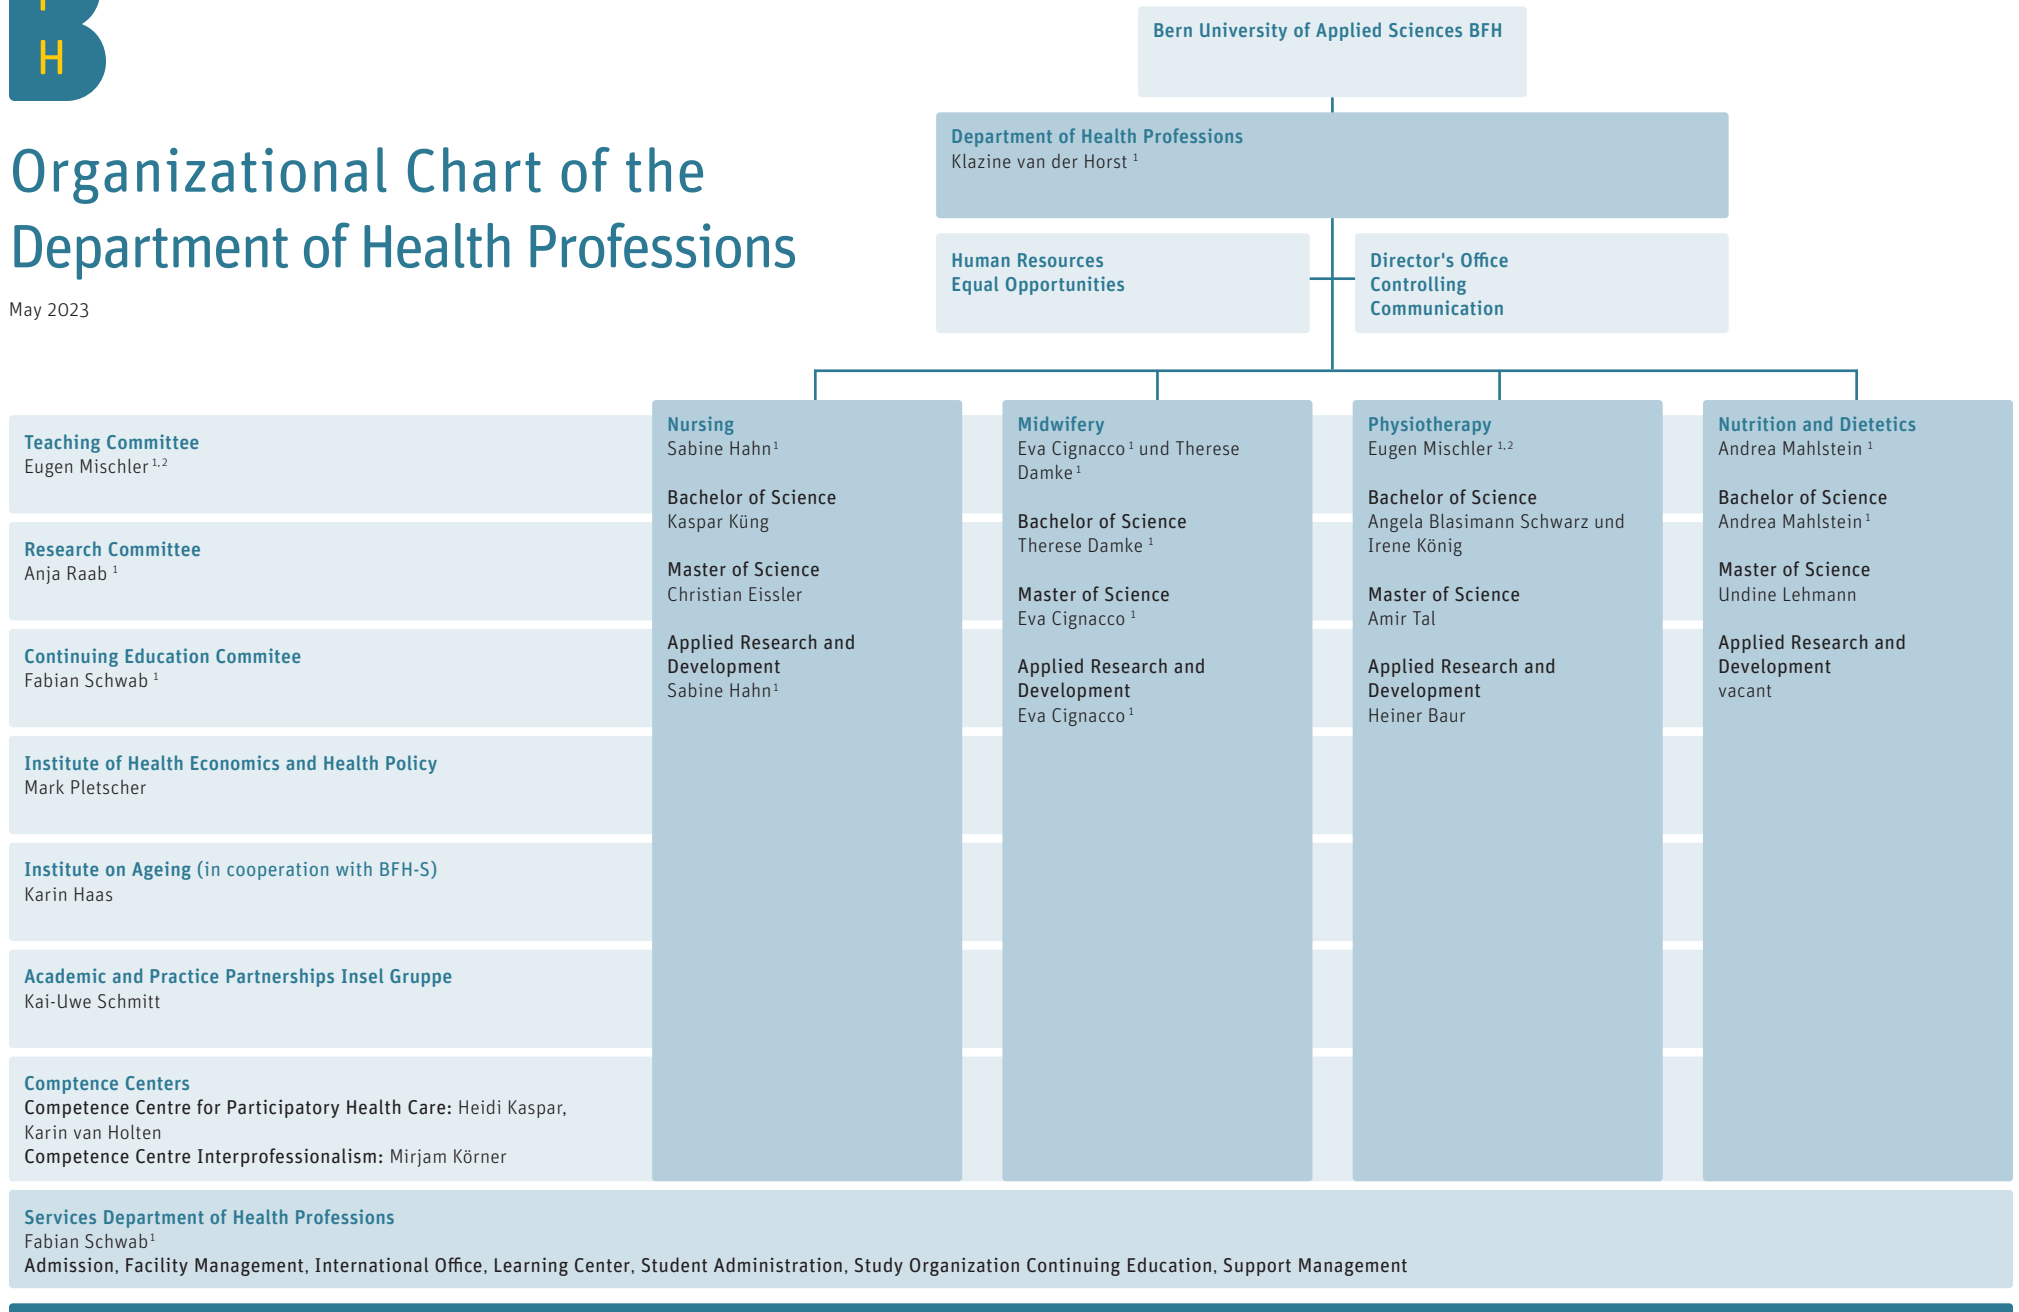 H
Organizational Chart of the
Department of Health Professions
May 2023
Bern University of Applied Sciences BFH
Department of Health Professions
Klazine van der Horst ¹
Human Resources
Equal Opportunities
Director's Office
Controlling
Communication
Teaching Committee
Eugen Mischler ¹,²
Research Committee
Anja Raab ¹
Continuing Education Commitee
Fabian Schwab ¹
Institute of Health Economics and Health Policy
Mark Pletscher
Institute on Ageing (in cooperation with BFH-S)
Karin Haas
Academic and Practice Partnerships Insel Gruppe
Kai-Uwe Schmitt
Comptence Centers
Competence Centre for Participatory Health Care: Heidi Kaspar,
Karin van Holten
Competence Centre Interprofessionalism: Mirjam Körner
Nursing
Sabine Hahn ¹
Bachelor of Science
Kaspar Küng
Master of Science
Christian Eissler
Applied Research and
Development
Sabine Hahn ¹
Midwifery
Eva Cignacco ¹ und Therese
Damke ¹
Bachelor of Science
Therese Damke ¹
Master of Science
Eva Cignacco ¹
Applied Research and
Development
Eva Cignacco ¹
Physiotherapy
Eugen Mischler ¹,²
Bachelor of Science
Angela Blasimann Schwarz und
Irene König
Master of Science
Amir Tal
Applied Research and
Development
Heiner Baur
Nutrition and Dietetics
Andrea Mahlstein ¹
Bachelor of Science
Andrea Mahlstein ¹
Master of Science
Undine Lehmann
Applied Research and
Development
vacant
Services Department of Health Professions
Fabian Schwab ¹
Admission, Facility Management, International Office, Learning Center, Student Administration, Study Organization Continuing Education, Support Management